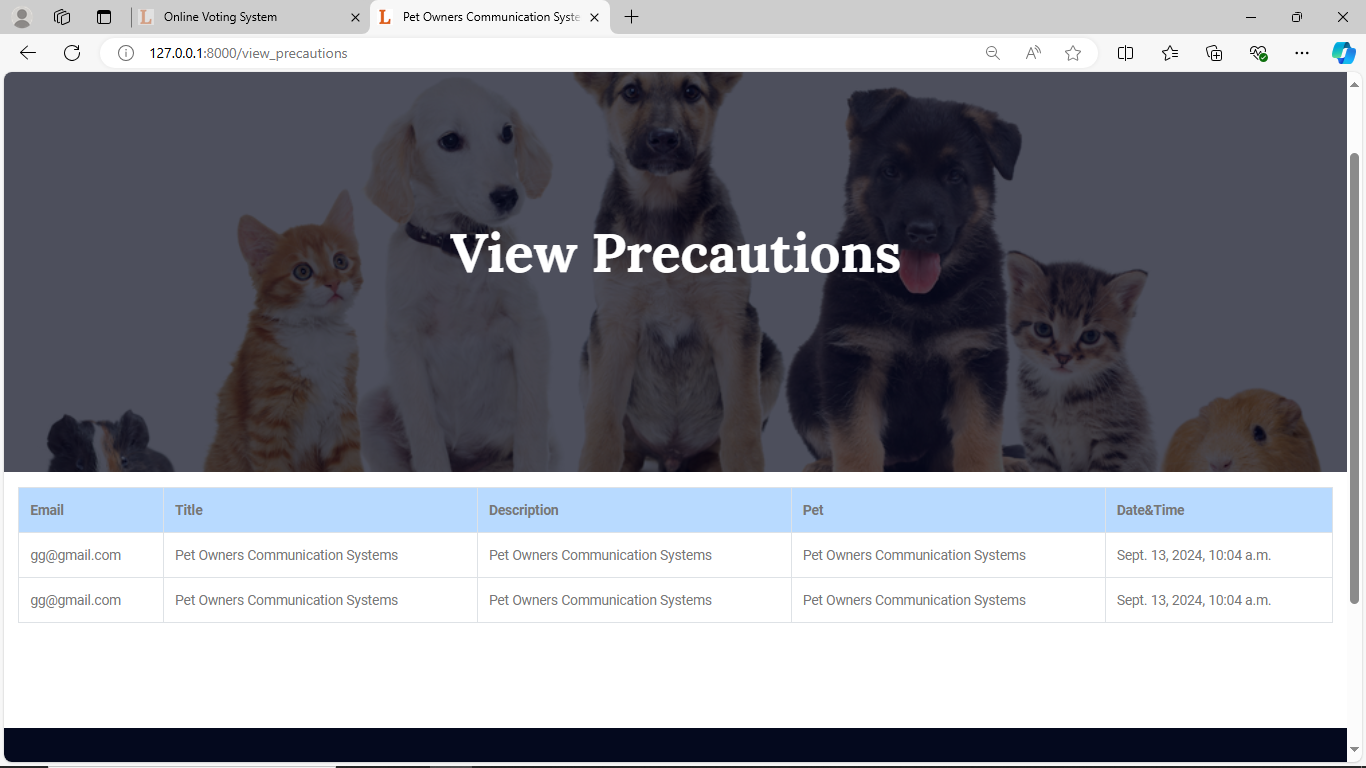 Online Voting System
Pet Owners Communication Syste
127.0.0.1:8000/view_precautions
View Precautions
Email Title Description Pet Date&Time
gg@gmail.com Pet Owners Communication Systems Pet Owners Communication Systems Pet Owners Communication Systems Sept. 13, 2024, 10:04 a.m.
gg@gmail.com Pet Owners Communication Systems Pet Owners Communication Systems Pet Owners Communication Systems Sept. 13, 2024, 10:04 a.m.